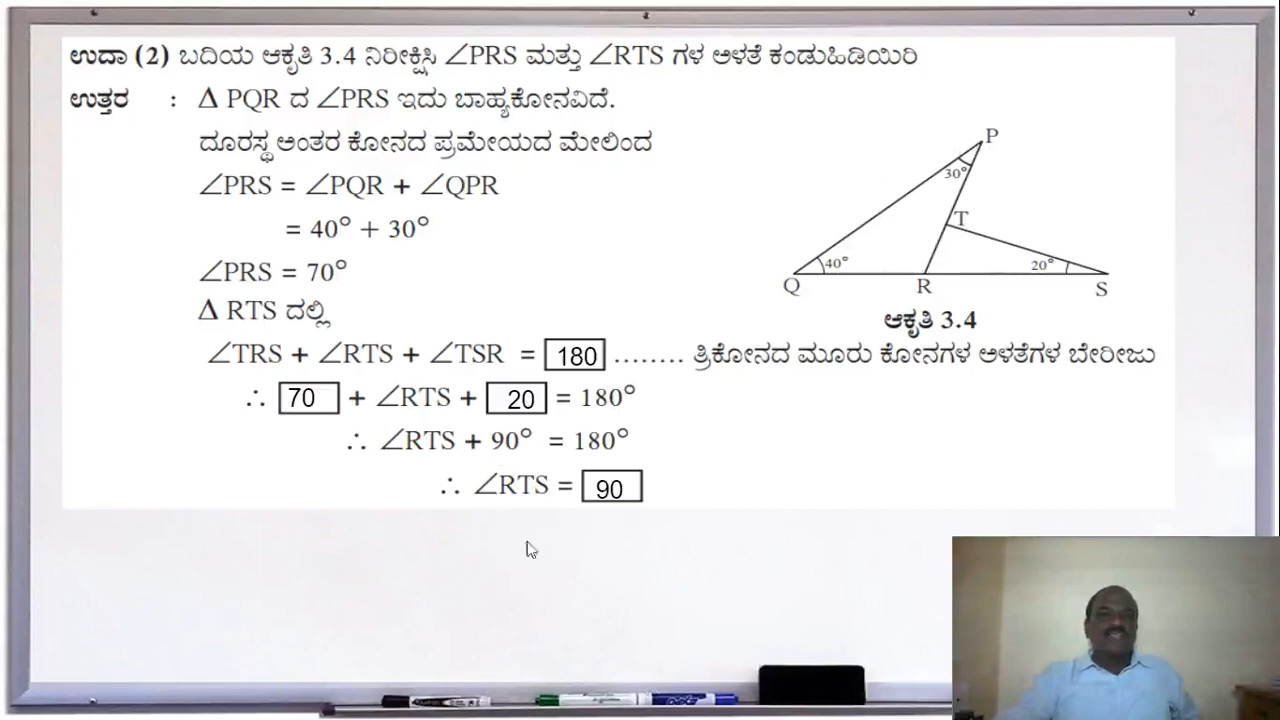 ಉದಾ (2) ಬದಿಯ ಆಕೃತಿ 3.4 ನಿರೀಕ್ಷಿಸಿ ∠PRS ಮತ್ತು ∠RTS ಗಳ ಅಳತೆ ಕಂಡುಹಿಡಿಯಿರಿ
ಉತ್ತರ : Δ PQR ದ ∠PRS ಇದು ಬಾಹ್ಯಕೋನವಿದೆ.
ದೂರಸ್ಥ ಅಂತರ ಕೋನದ ಪ್ರಮೇಯದ ಮೇಲಿಂದ
∠PRS = ∠PQR + ∠QPR
= 40° + 30°
∠PRS = 70°
Δ RTS ದಲ್ಲಿ
P
30°
T
40°
20°
Q R S
ಆಕೃತಿ 3.4
∠TRS + ∠RTS + ∠TSR = 180 ........ ತ್ರಿಕೋನದ ಮೂರು ಕೋನಗಳ ಅಳತೆಗಳ ಬೇರೀಜು
∴ 70 + ∠RTS + 20 = 180°
∴ ∠RTS + 90° = 180°
∴ ∠RTS = 90